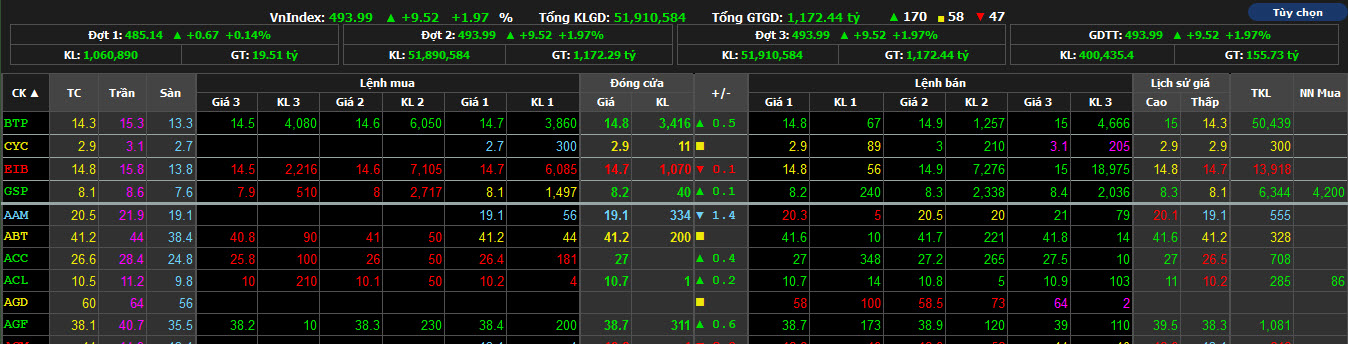 Tùy chọn
VnIndex: 493.99 ▲ +9.52 +1.97 % Tổng KLGD: 51,910,584 Tổng GTGD: 1,172.44 tỷ ▲ 170 ■ 58 ▼ 47
Đợt 1: 485.14 ▲ +0.67 +0.14% Đợt 2: 493.99 ▲ +9.52 +1.97% Đợt 3: 493.99 ▲ +9.52 +1.97% GDTT: 493.99 ▲ +9.52 +1.97%
KL: 1,060,890 GT: 19.51 tỷ KL: 51,890,584 GT: 1,172.29 tỷ KL: 51,910,584 GT: 1,172.44 tỷ KL: 400,435.4 GT: 155.73 tỷ
CK ▲ TC Trần Sàn Lệnh mua Đóng cửa +/- Lệnh bán Lịch sử giá TKL NN Mua
Giá 3 KL 3 Giá 2 KL 2 Giá 1 KL 1 Giá KL Giá 1 KL 1 Giá 2 KL 2 Giá 3 KL 3 Cao Thấp
BTP 14.3 15.3 13.3 14.5 4,080 14.6 6,050 14.7 3,860 14.8 3,416 ▲ 0.5 14.8 67 14.9 1,257 15 4,666 15 14.3 50,439
CYC 2.9 3.1 2.7 2.7 300 2.9 11 ■ 2.9 89 3 210 3.1 205 2.9 2.9 300
EIB 14.8 15.8 13.8 14.5 2,216 14.6 7,105 14.7 6,085 14.7 1,070 ▼ 0.1 14.8 56 14.9 7,276 15 18,975 14.8 14.7 13,918
GSP 8.1 8.6 7.6 7.9 510 8 2,717 8.1 1,497 8.2 40 ▲ 0.1 8.2 240 8.3 2,338 8.4 2,036 8.3 8.1 6,344 4,200
AAM 20.5 21.9 19.1 19.1 56 19.1 334 ▼ 1.4 20.3 5 20.5 20 21 79 20.1 19.1 555
ABT 41.2 44 38.4 40.8 90 41 50 41.2 44 41.2 200 ■ 41.6 10 41.7 221 41.8 14 41.6 41.2 328
ACC 26.6 28.4 24.8 25.8 100 26 50 26.4 181 27 ▲ 0.4 27 348 27.2 265 27.5 10 27 26.5 708
ACL 10.5 11.2 9.8 10 210 10.1 50 10.2 4 10.7 1 ▲ 0.2 10.7 14 10.8 5 10.9 103 11 10.2 285 86
AGD 60 64 56 ■ 58 100 58.5 73 64 2
AGF 38.1 40.7 35.5 38.2 10 38.3 230 38.4 200 38.7 311 ▲ 0.6 38.7 173 38.9 120 39 110 39.5 38.3 1,081